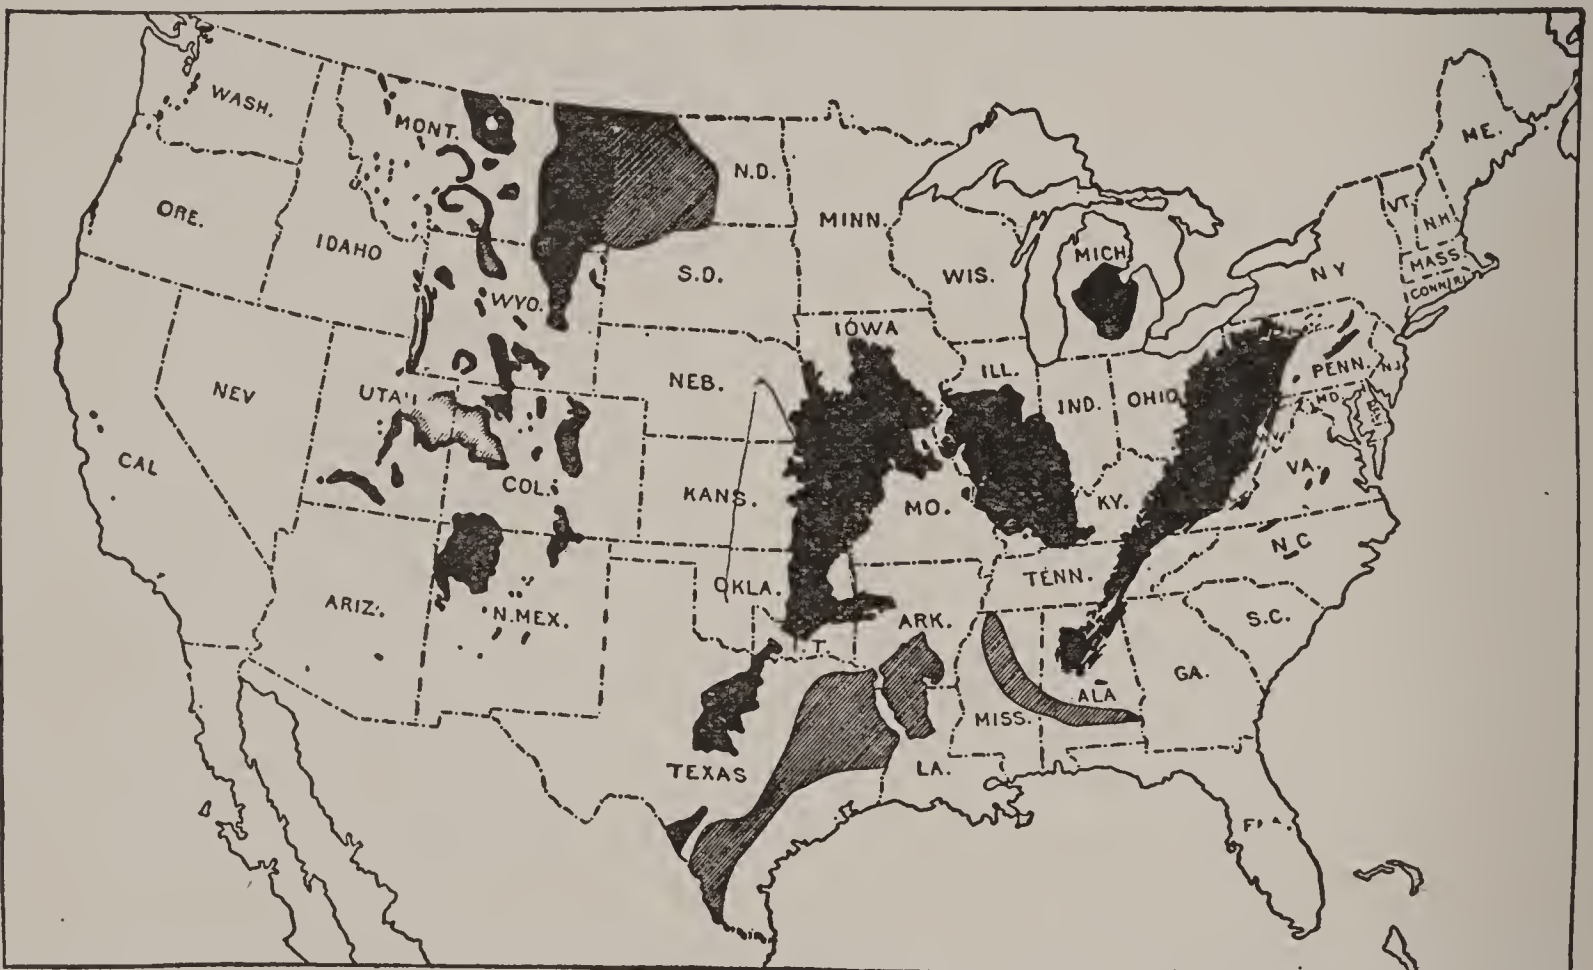 WASH.
MONT.
N.D.
MINN.
ME.
VT.
N.H.
ORE.
IDAHO
WYO.
S.D.
WIS.
MICH.
N Y
MASS.
CONN.
R.I.
IOWA
NEV
UTAH
NEB.
ILL.
IND.
OHIO
PENN.
N.J.
MD.
CAL
COL.
KANS.
MO.
KY.
VA.
ARIZ.
N.MEX.
OKLA.
I.T.
ARK.
TENN.
N.C
S.C.
TEXAS
LA.
MISS.
ALA
GA.